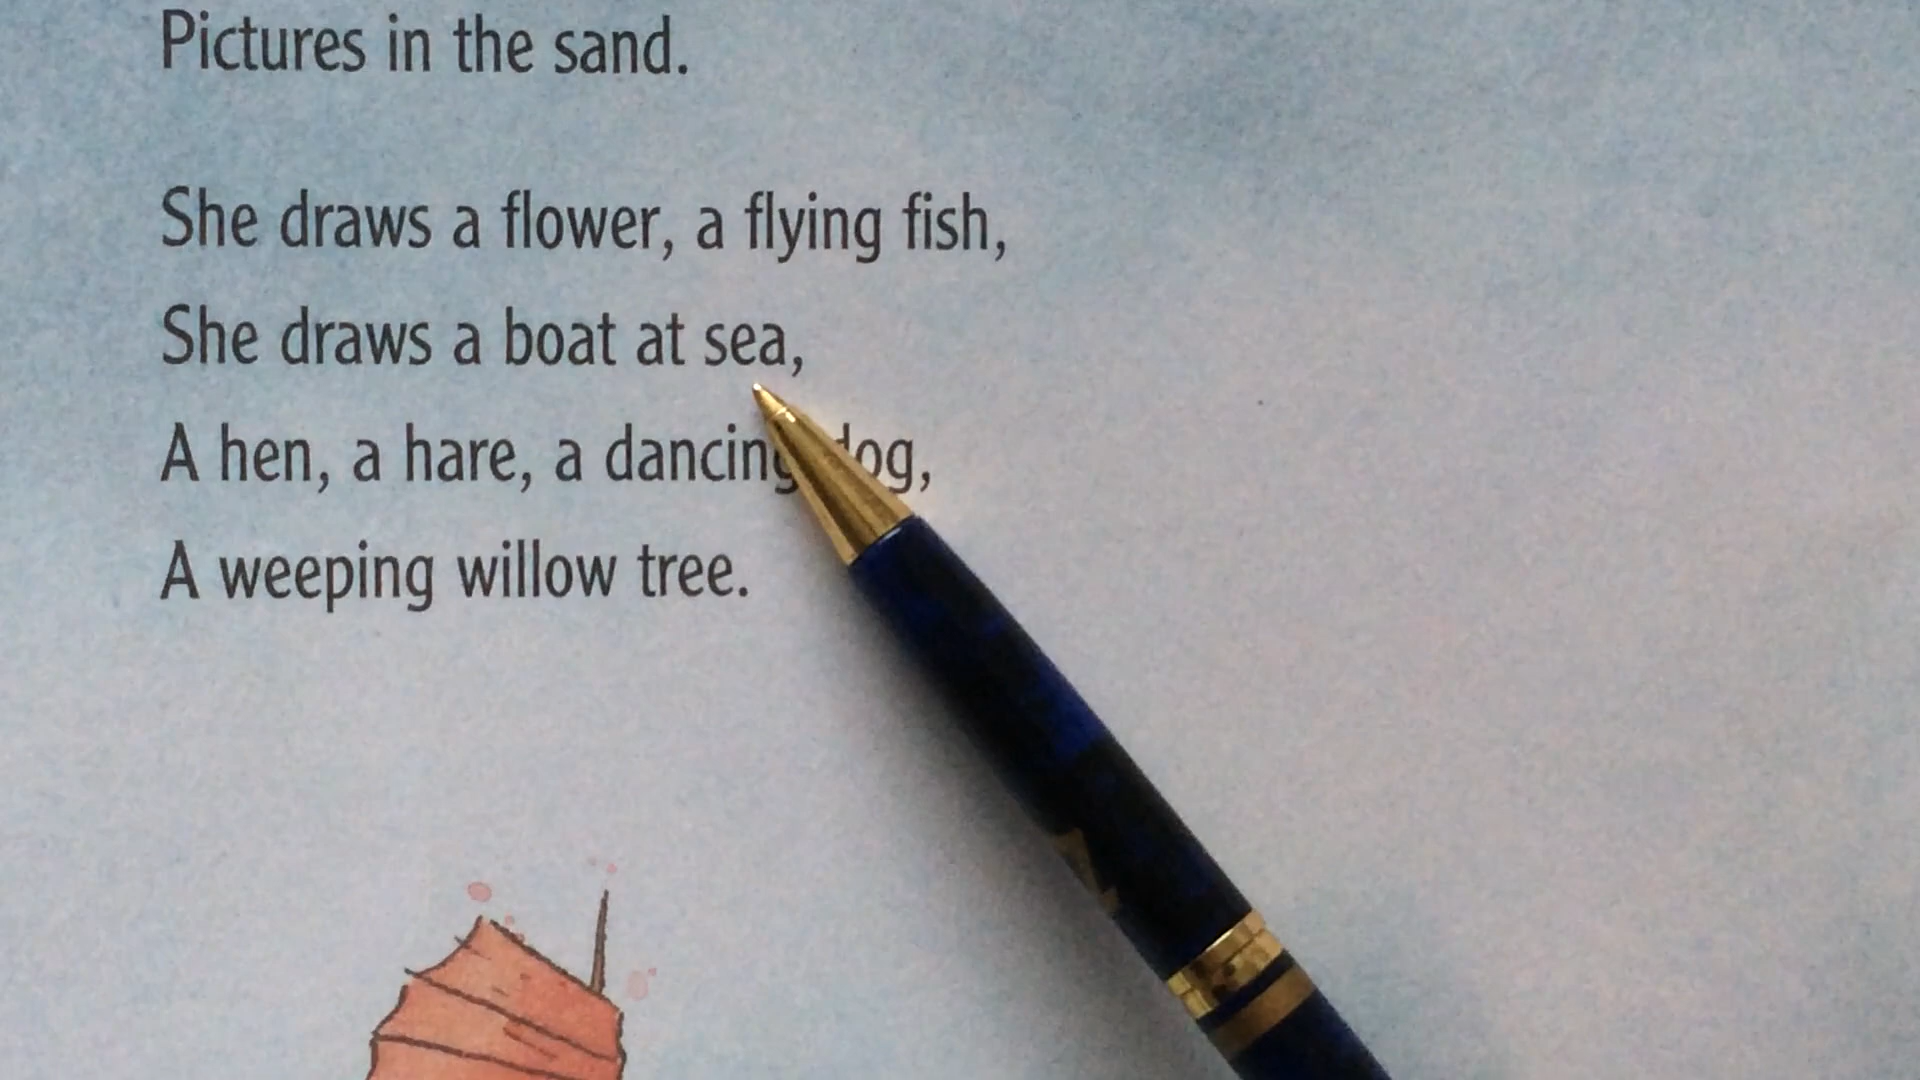 Pictures in the sand.
She draws a flower, a flying fish,
She draws a boat at sea,
A hen, a hare, a dancing dog,
A weeping willow tree.